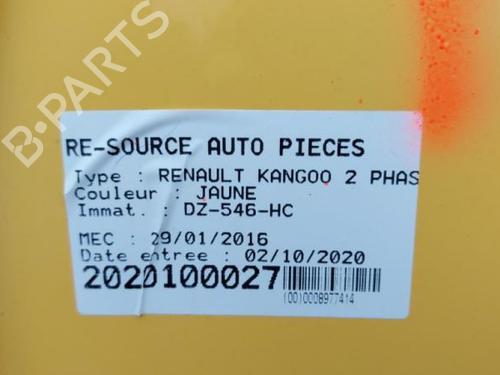 B-PARTS
RE-SOURCE AUTO PIECES
Type : RENAULT KANGOO 2 PHAS
Couleur : JAUNE
Immat. : DZ-546-HC
MEC : 29/01/2016
Date entree : 02/10/2020
2020100027
(00)0008977414